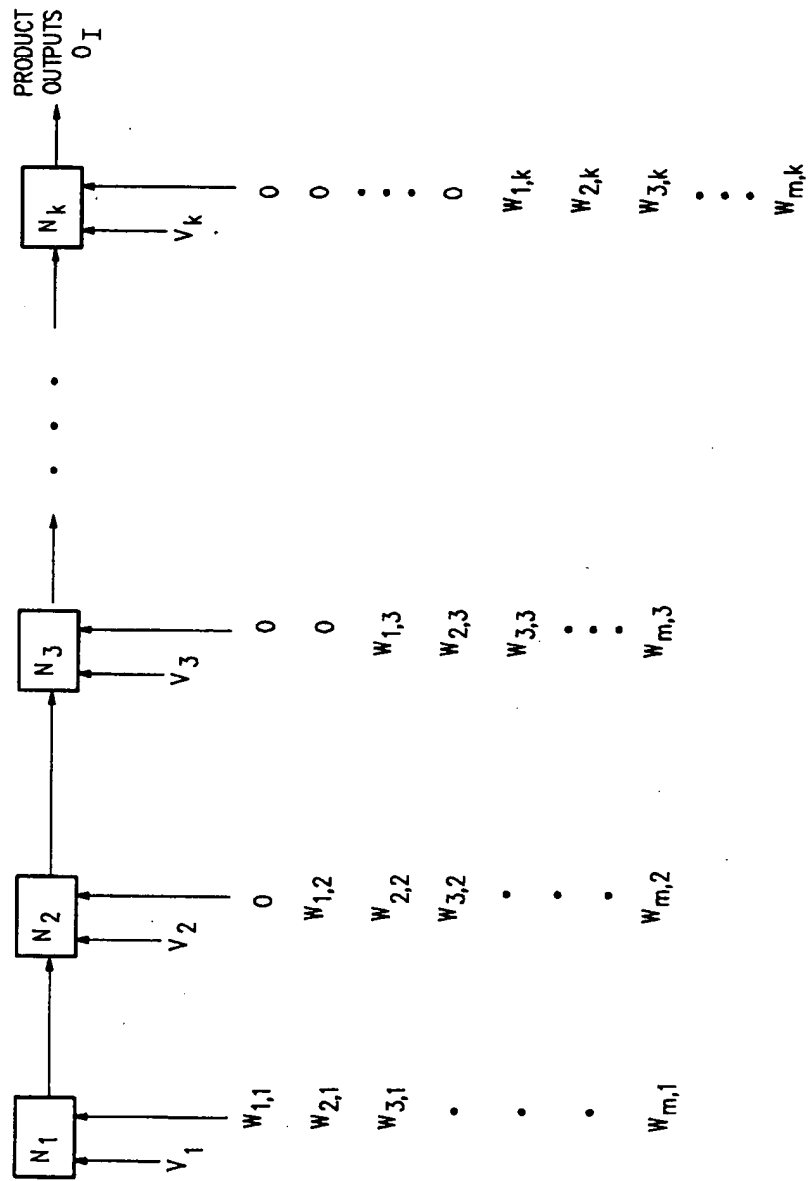 PRODUCT
OUTPUTS
O_I
N_1
N_2
N_3
• • •
N_k
V_1
V_2
V_3
V_k
W_1,1
W_2,1
W_3,1
•
•
•
W_m,1
0
W_1,2
W_2,2
W_3,2
•
•
•
W_m,2
0
0
W_1,3
W_2,3
W_3,3
•
•
•
W_m,3
0
0
•
•
•
0
W_1,k
W_2,k
W_3,k
•
•
•
W_m,k